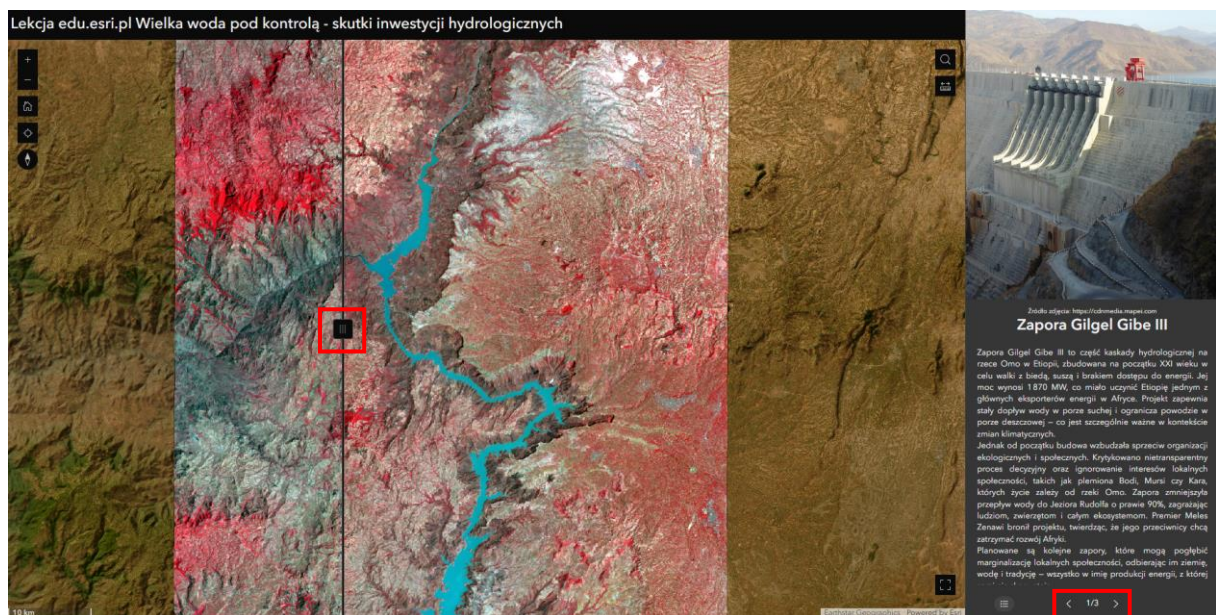 Lekcja edu.esri.pl Wielka woda pod kontrolą - skutki inwestycji hydrologicznych
Źródło zdjęcia: https://cdnmedia.mapei.com
Zapora Gilgel Gibe III
Zapora Gilgel Gibe III to część kaskady hydrologicznej na
rzece Omo w Etiopii, zbudowana na początku XXI wieku w
celu walki z biedą, suszą i brakiem dostępu do energii. Jej
moc wynosi 1870 MW, co miało uczynić Etiopię jednym z
głównych eksporterów energii w Afryce. Projekt zapewnia
stały dopływ wody w porze suchej i ogranicza powodzie w
porze deszczowej – co jest szczególnie ważne w kontekście
zmian klimatycznych.
Jednak od początku budowa wzbudzała sprzeciw organizacji
ekologicznych i społecznych. Krytykowano nietransparentny
proces decyzyjny oraz ignorowanie interesów lokalnych
społeczności, takich jak plemiona Bodi, Mursi czy Kara,
których życie zależy od rzeki Omo. Zapora zmniejszyła
przepływ wody do Jeziora Rudolfa o prawie 90%, zagrażając
ludziom, zwierzętom i całym ekosystemom. Premier Meles
Zenawi bronił projektu, twierdząc, że jego przeciwnicy chcą
zatrzymać rozwój Afryki.
Planowane są kolejne zapory, które mogą pogłębić
marginalizację lokalnych społeczności, odbierając im ziemię,
wodę i tradycję – wszystko w imię produkcji energii, z której
1/3
10 km
Earthstar Geographics Powered by Esri